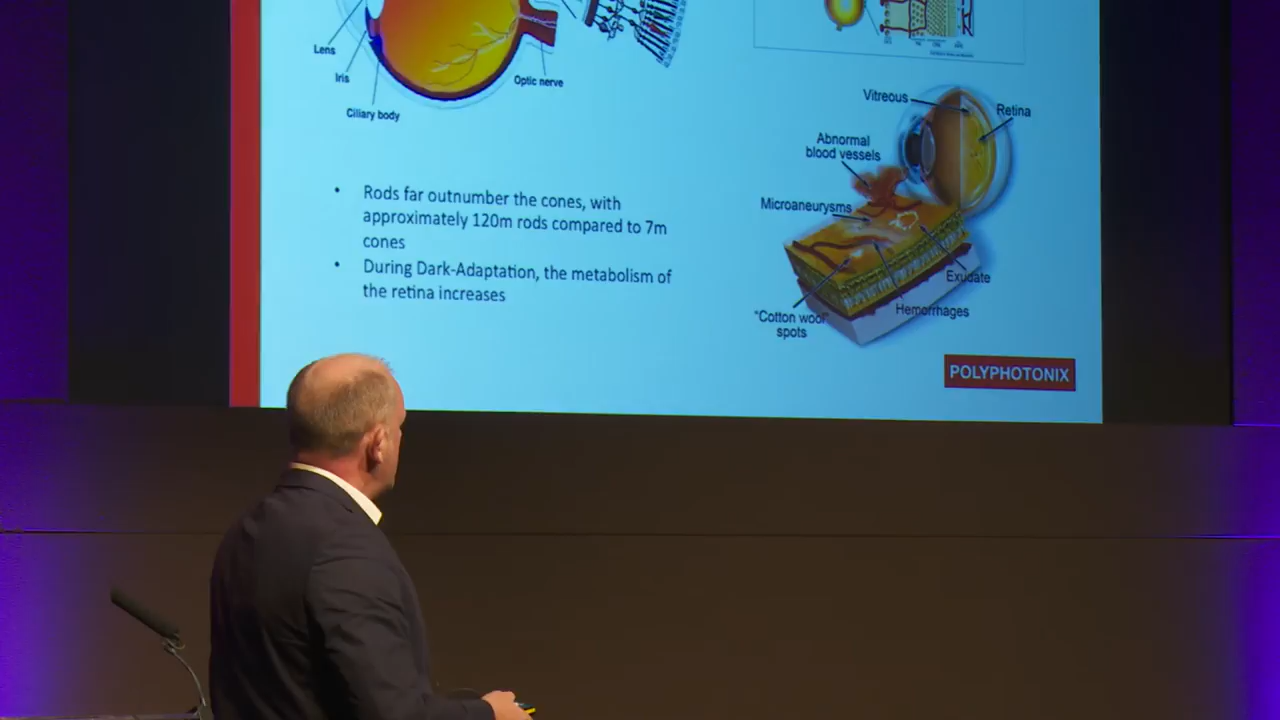 Lens
Iris
Ciliary body
Optic nerve
• Rods far outnumber the cones, with
approximately 120m rods compared to 7m
cones
• During Dark-Adaptation, the metabolism of
the retina increases
Vitreous
Retina
Abnormal
blood vessels
Microaneurysms
Exudate
Hemorrhages
"Cotton wool"
spots
POLYPHOTONIX